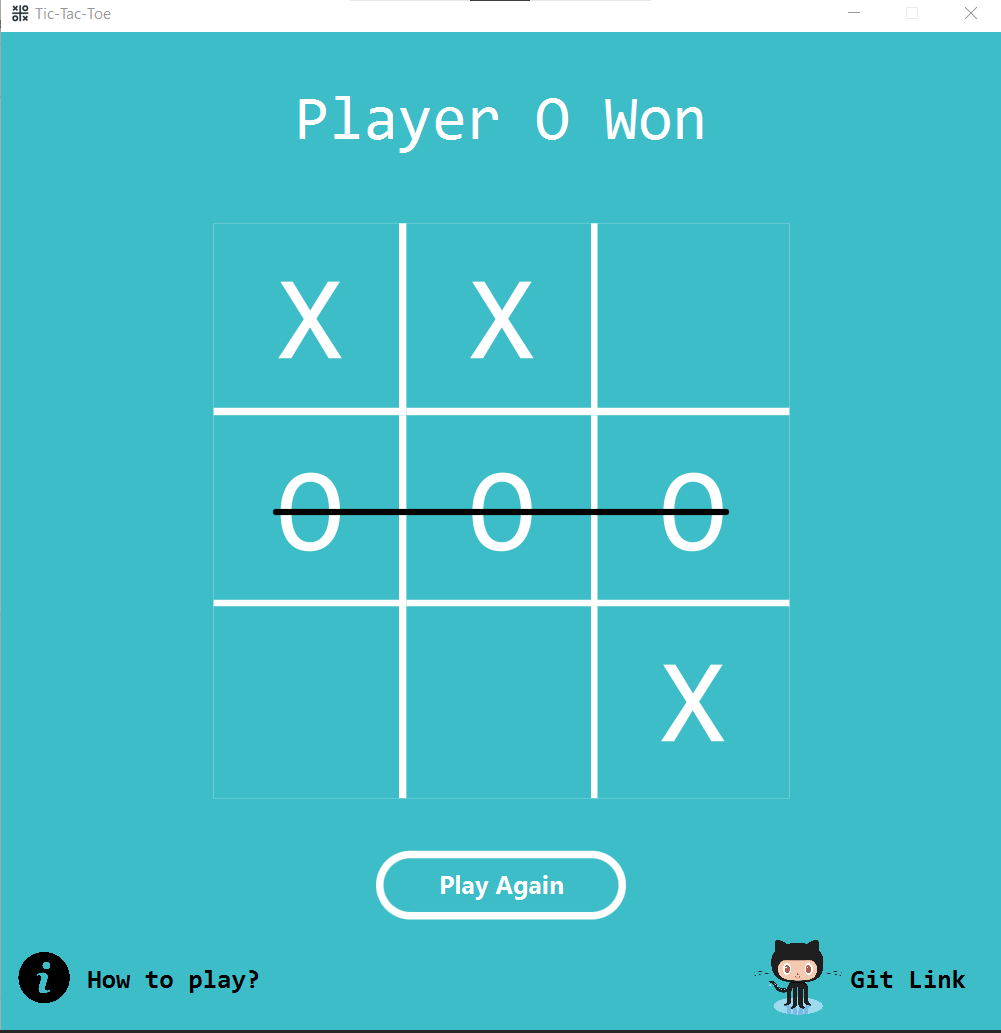 Tic-Tac-Toe
Player O Won
X X
O O O
X
Play Again
How to play?
Git Link